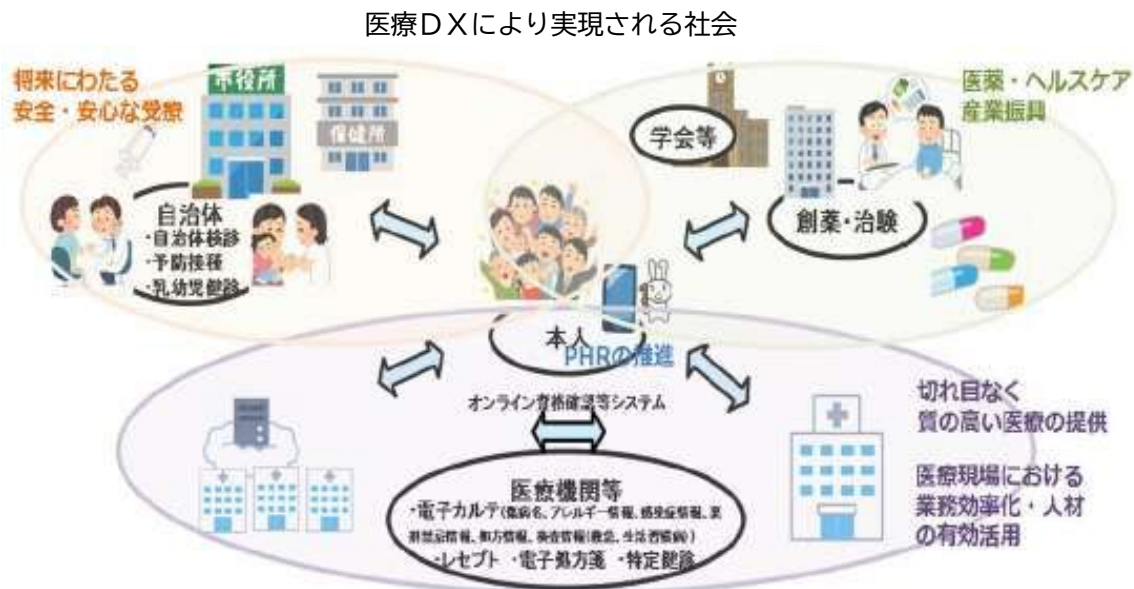 医療DXにより実現される社会
将来にわたる
安全・安心な受療
市役所
保健所
自治体
・自治体検診
・予防接種
・乳幼児健診
学会等
医薬・ヘルスケア
産業振興
創薬・治験
本人
PHRの推進
オンライン資格確認等システム
切れ目なく
質の高い医療の提供
医療現場における
業務効率化・人材
の有効活用
医療機関等
・電子カルテ(傷病名、アレルギー情報、感染症情報、薬
剤禁忌情報、処方情報、検査情報(救急、生活習慣病))
・レセプト ・電子処方箋 ・特定健診